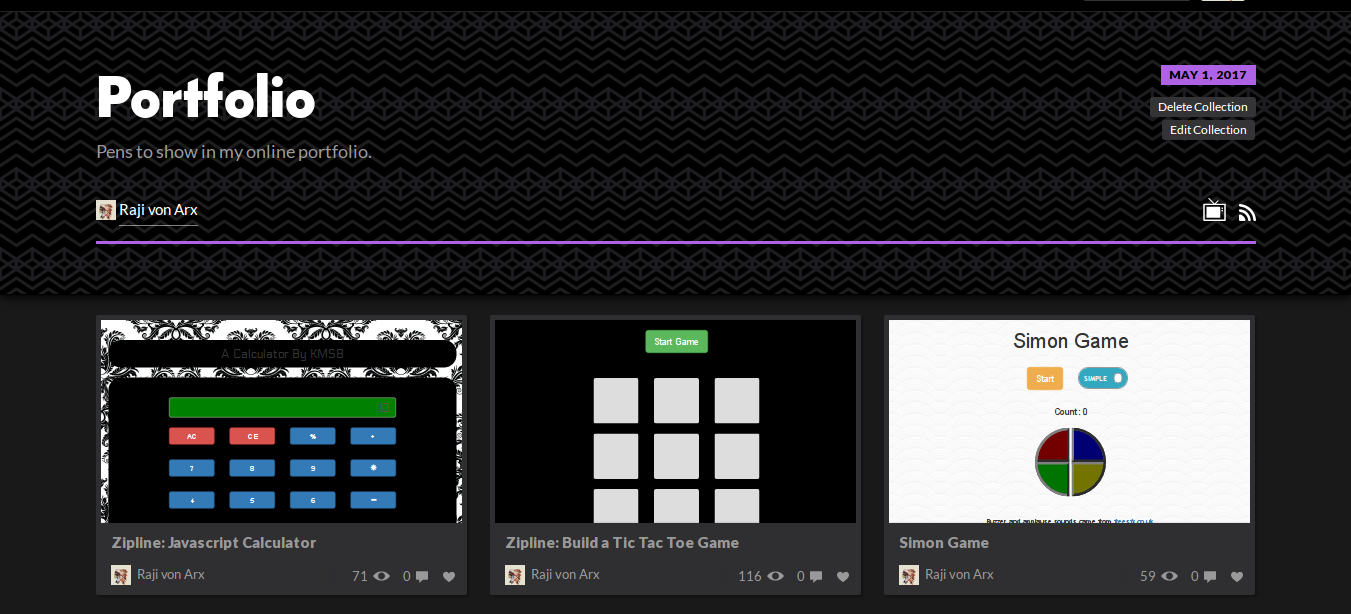 Portfolio
MAY 1, 2017
Delete Collection
Edit Collection
Pens to show in my online portfolio.
Raji von Arx
A Calculator By KMSB
AC CE % ÷
7 8 9
4 5 6 -
Zipline: Javascript Calculator
Raji von Arx 71 0
Start Game
Zipline: Build a Tic Tac Toe Game
Raji von Arx 116 0
Simon Game
Start SIMPLE
Count: 0
Buzzer and applause sounds came from freesfx.co.uk
Simon Game
Raji von Arx 59 0